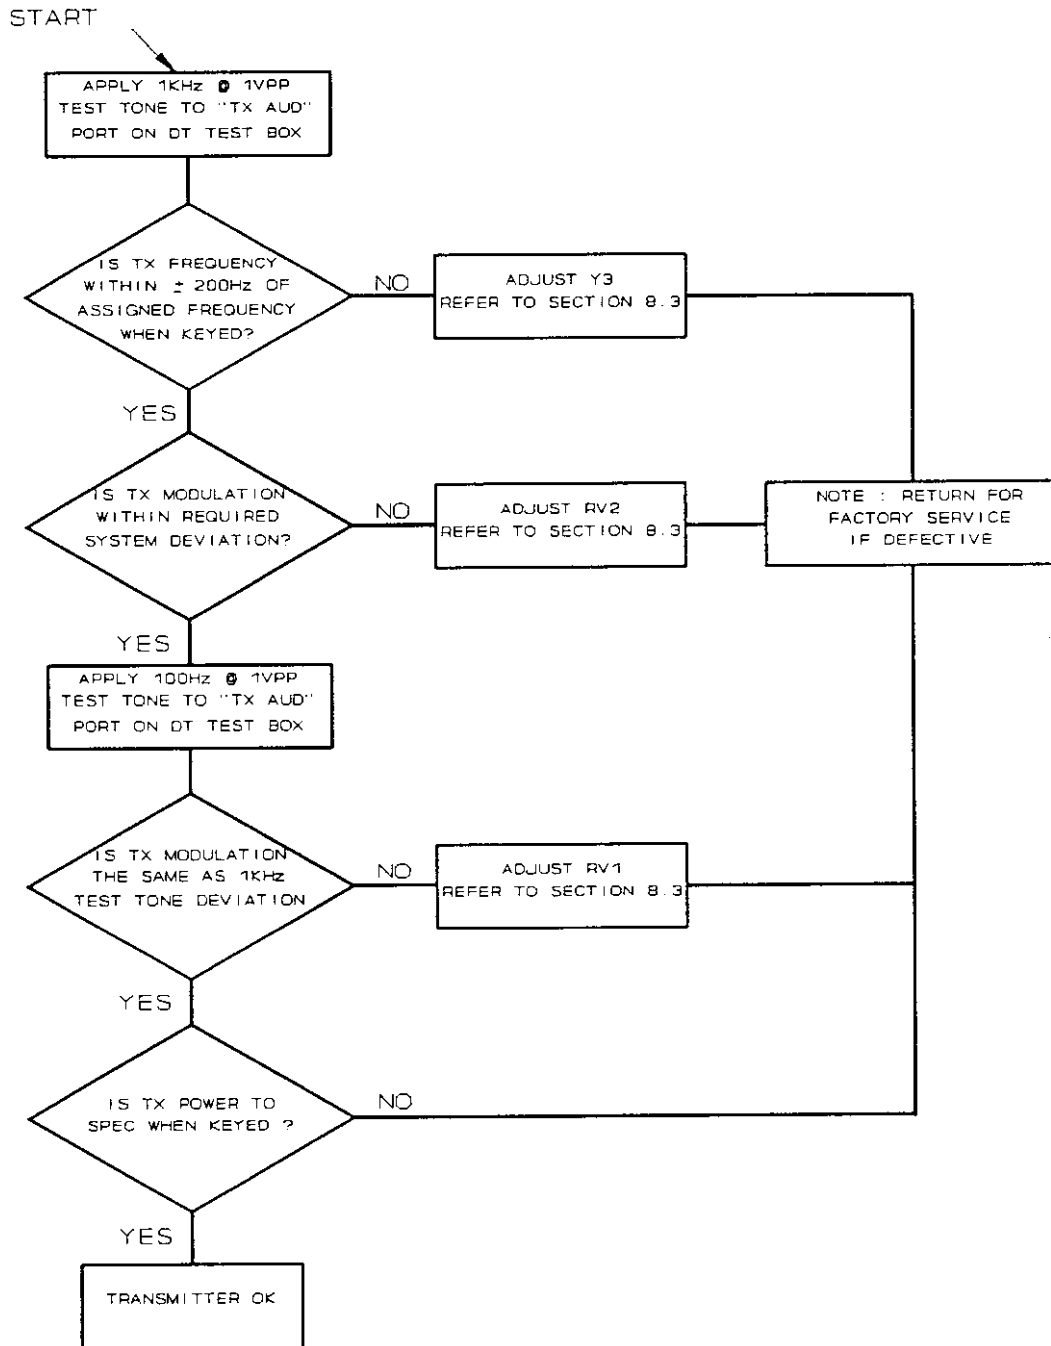 START
APPLY 1KHz @ 1VPP
TEST TONE TO "TX AUD"
PORT ON DT TEST BOX
IS TX FREQUENCY
WITHIN ± 200Hz OF
ASSIGNED FREQUENCY
WHEN KEYED?
NO
ADJUST Y3
REFER TO SECTION 8.3
YES
IS TX MODULATION
WITHIN REQUIRED
SYSTEM DEVIATION?
NO
ADJUST RV2
REFER TO SECTION 8.3
NOTE : RETURN FOR
FACTORY SERVICE
IF DEFECTIVE
YES
APPLY 100Hz @ 1VPP
TEST TONE TO "TX AUD"
PORT ON DT TEST BOX
IS TX MODULATION
THE SAME AS 1KHz
TEST TONE DEVIATION
NO
ADJUST RV1
REFER TO SECTION 8.3
YES
IS TX POWER TO
SPEC WHEN KEYED ?
NO
YES
TRANSMITTER OK